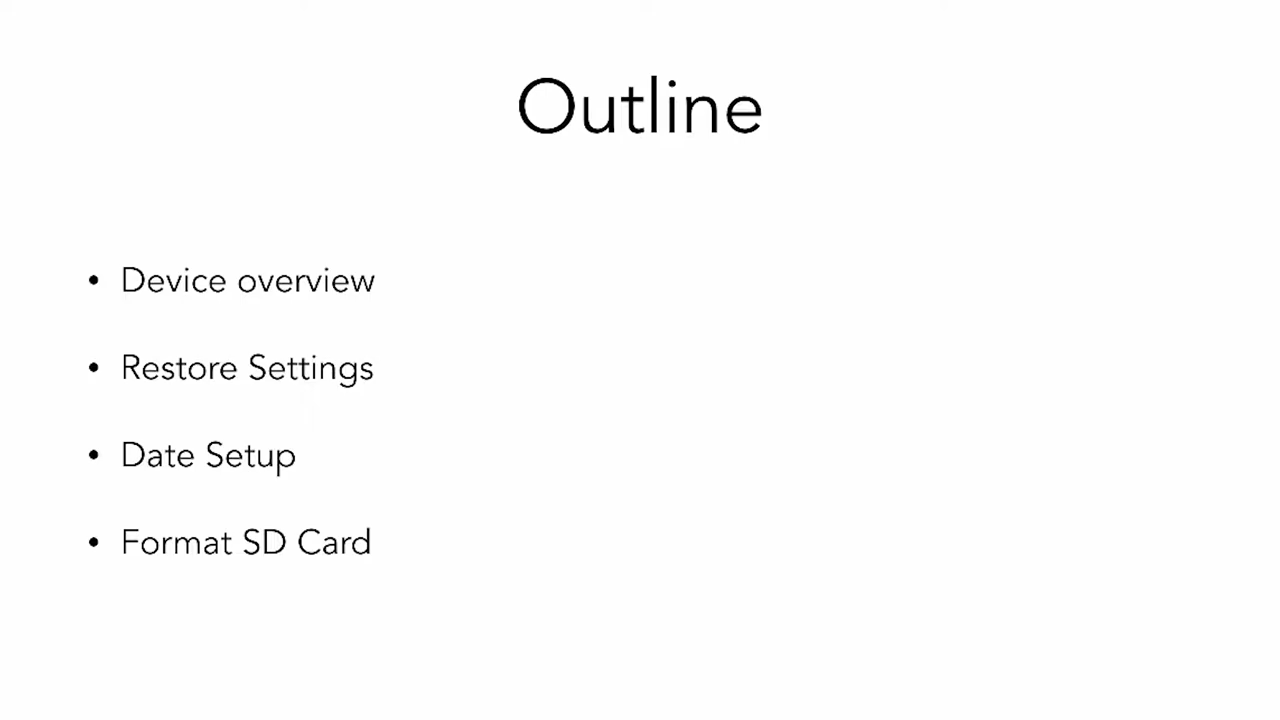 Outline
• Device overview
• Restore Settings
• Date Setup
• Format SD Card